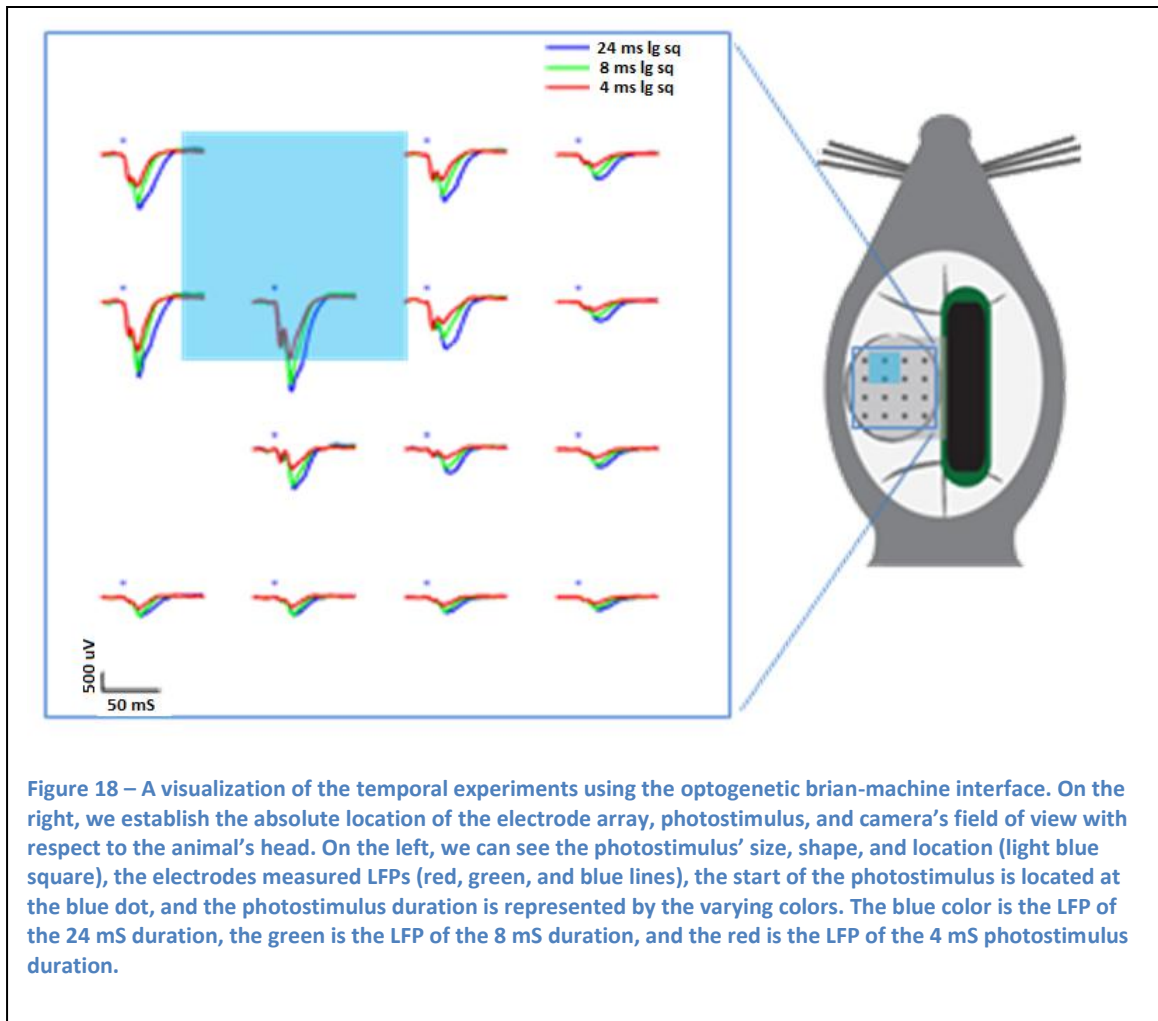 24 ms lg sq
8 ms lg sq
4 ms lg sq
500 uV
50 mS
Figure 18 – A visualization of the temporal experiments using the optogenetic brian-machine interface. On the
right, we establish the absolute location of the electrode array, photostimulus, and camera’s field of view with
respect to the animal’s head. On the left, we can see the photostimulus’ size, shape, and location (light blue
square), the electrodes measured LFPs (red, green, and blue lines), the start of the photostimulus is located at
the blue dot, and the photostimulus duration is represented by the varying colors. The blue color is the LFP of
the 24 mS duration, the green is the LFP of the 8 mS duration, and the red is the LFP of the 4 mS photostimulus
duration.